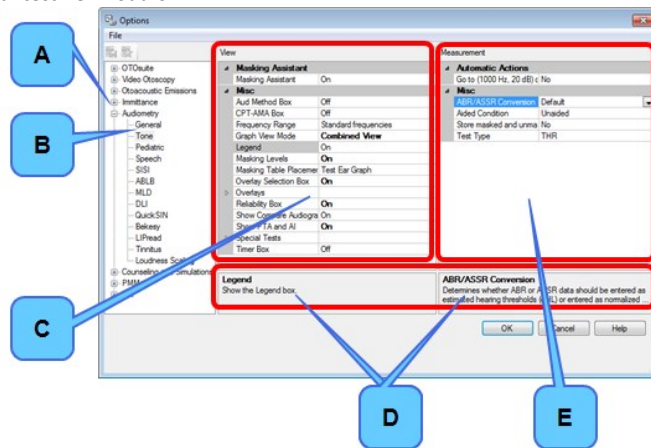 Options
File
OTOsuite
Video Otoscopy
Otoacoustic Emissions
Immittance
Audiometry
General
Tone
Pediatric
Speech
SISI
ABLB
MLD
DLI
QuickSIN
Bekesy
LIPread
Tinnitus
Loudness Scaling
Counseling and Simulations
PMM
View
Masking Assistant
Masking Assistant On
Misc
Aud Method Box Off
CPT-AMA Box Off
Frequency Range Standard frequencies
Graph View Mode Combined View
Legend On
Masking Levels On
Masking Table Placemen Test Ear Graph
Overlay Selection Box On
Overlays
Reliability Box On
Show Compare Audiogra On
Show PTA and AI On
Special Tests
Timer Box Off
Measurement
Automatic Actions
Go to (1000 Hz, 20 dB) c No
Misc
ABR/ASSR Conversion Default
Aided Condition Unaided
Store masked and unma No
Test Type THR
Legend
Show the Legend box.
ABR/ASSR Conversion
Determines whether ABR or ASSR data should be entered as
estimated hearing thresholds (eHL) or entered as normalized ...
OK Cancel Help
A
B
C
D
E